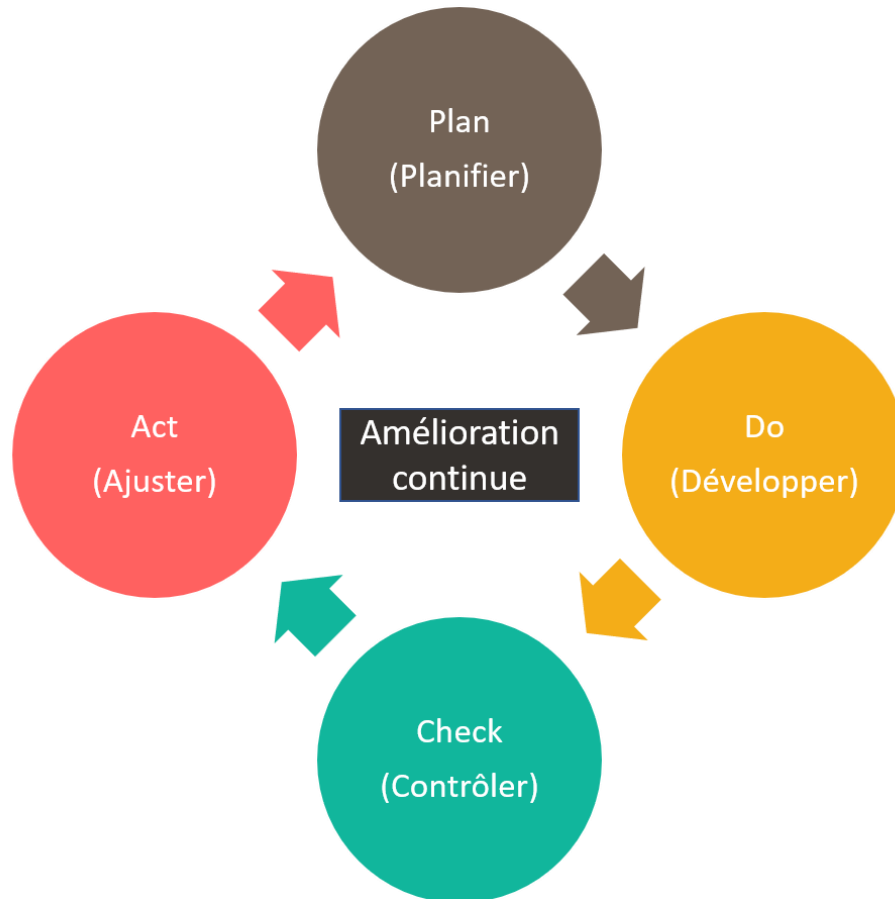 Plan
(Planifier)
Act
(Ajuster)
Amélioration
continue
Do
(Développer)
Check
(Contrôler)